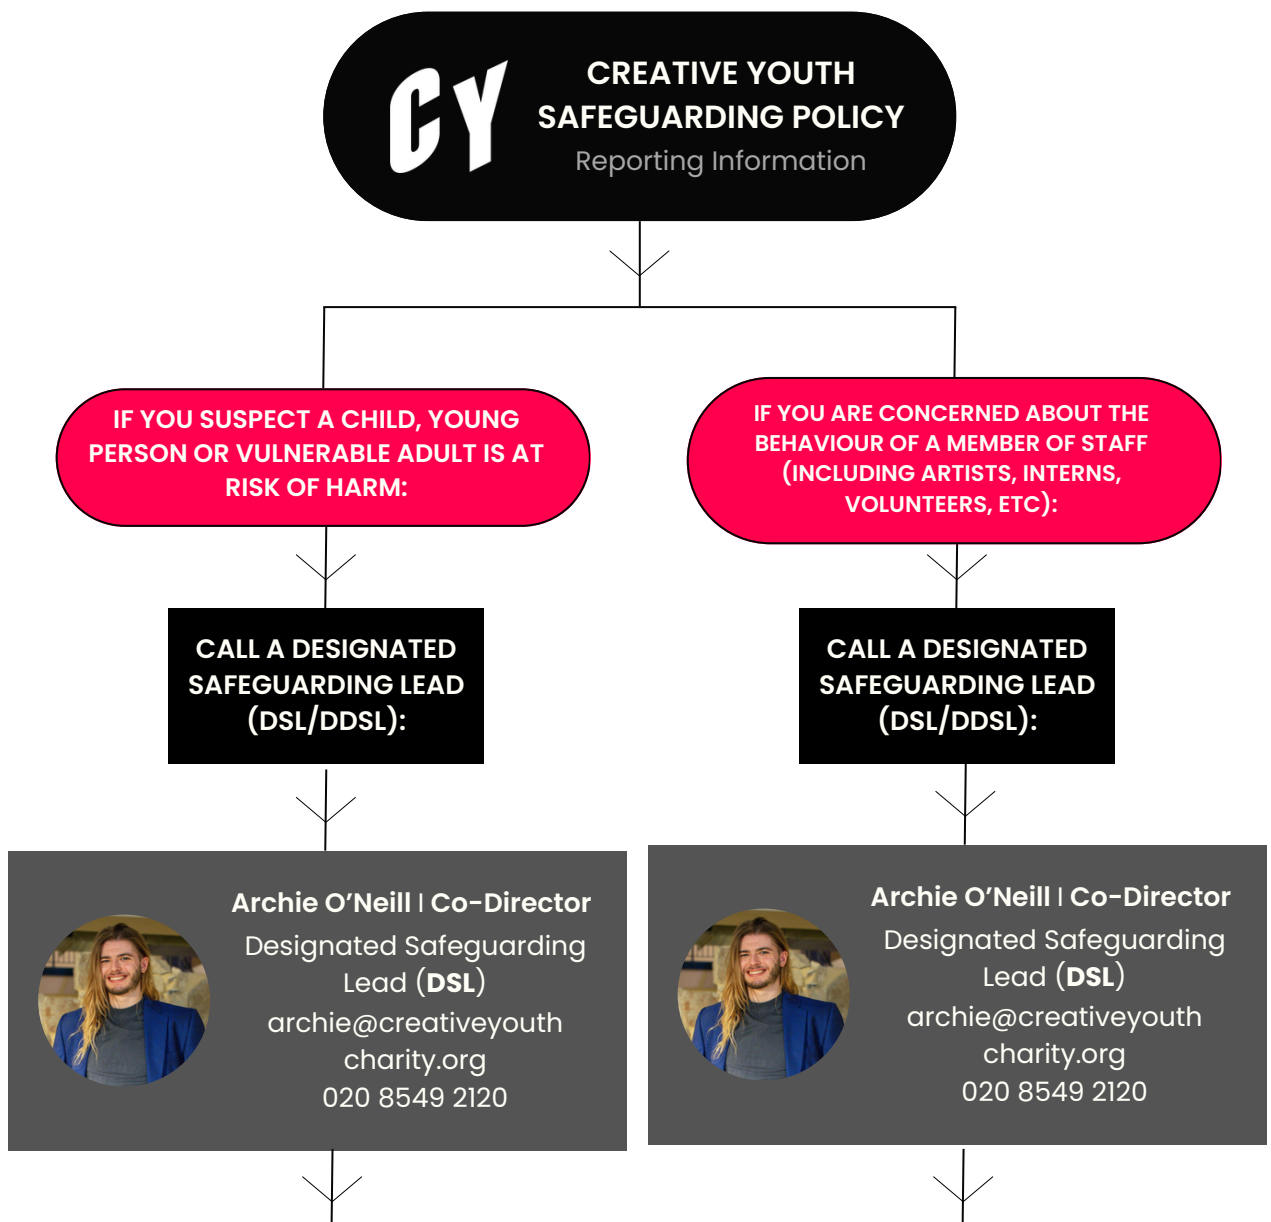 CY
CREATIVE YOUTH
SAFEGUARDING POLICY
Reporting Information
IF YOU SUSPECT A CHILD, YOUNG
PERSON OR VULNERABLE ADULT IS AT
RISK OF HARM:
IF YOU ARE CONCERNED ABOUT THE
BEHAVIOUR OF A MEMBER OF STAFF
(INCLUDING ARTISTS, INTERNS,
VOLUNTEERS, ETC):
CALL A DESIGNATED
SAFEGUARDING LEAD
(DSL/DDSL):
CALL A DESIGNATED
SAFEGUARDING LEAD
(DSL/DDSL):
Archie O’Neill | Co-Director
Designated Safeguarding
Lead (DSL)
archie@creativeyouth
charity.org
020 8549 2120
Archie O’Neill | Co-Director
Designated Safeguarding
Lead (DSL)
archie@creativeyouth
charity.org
020 8549 2120